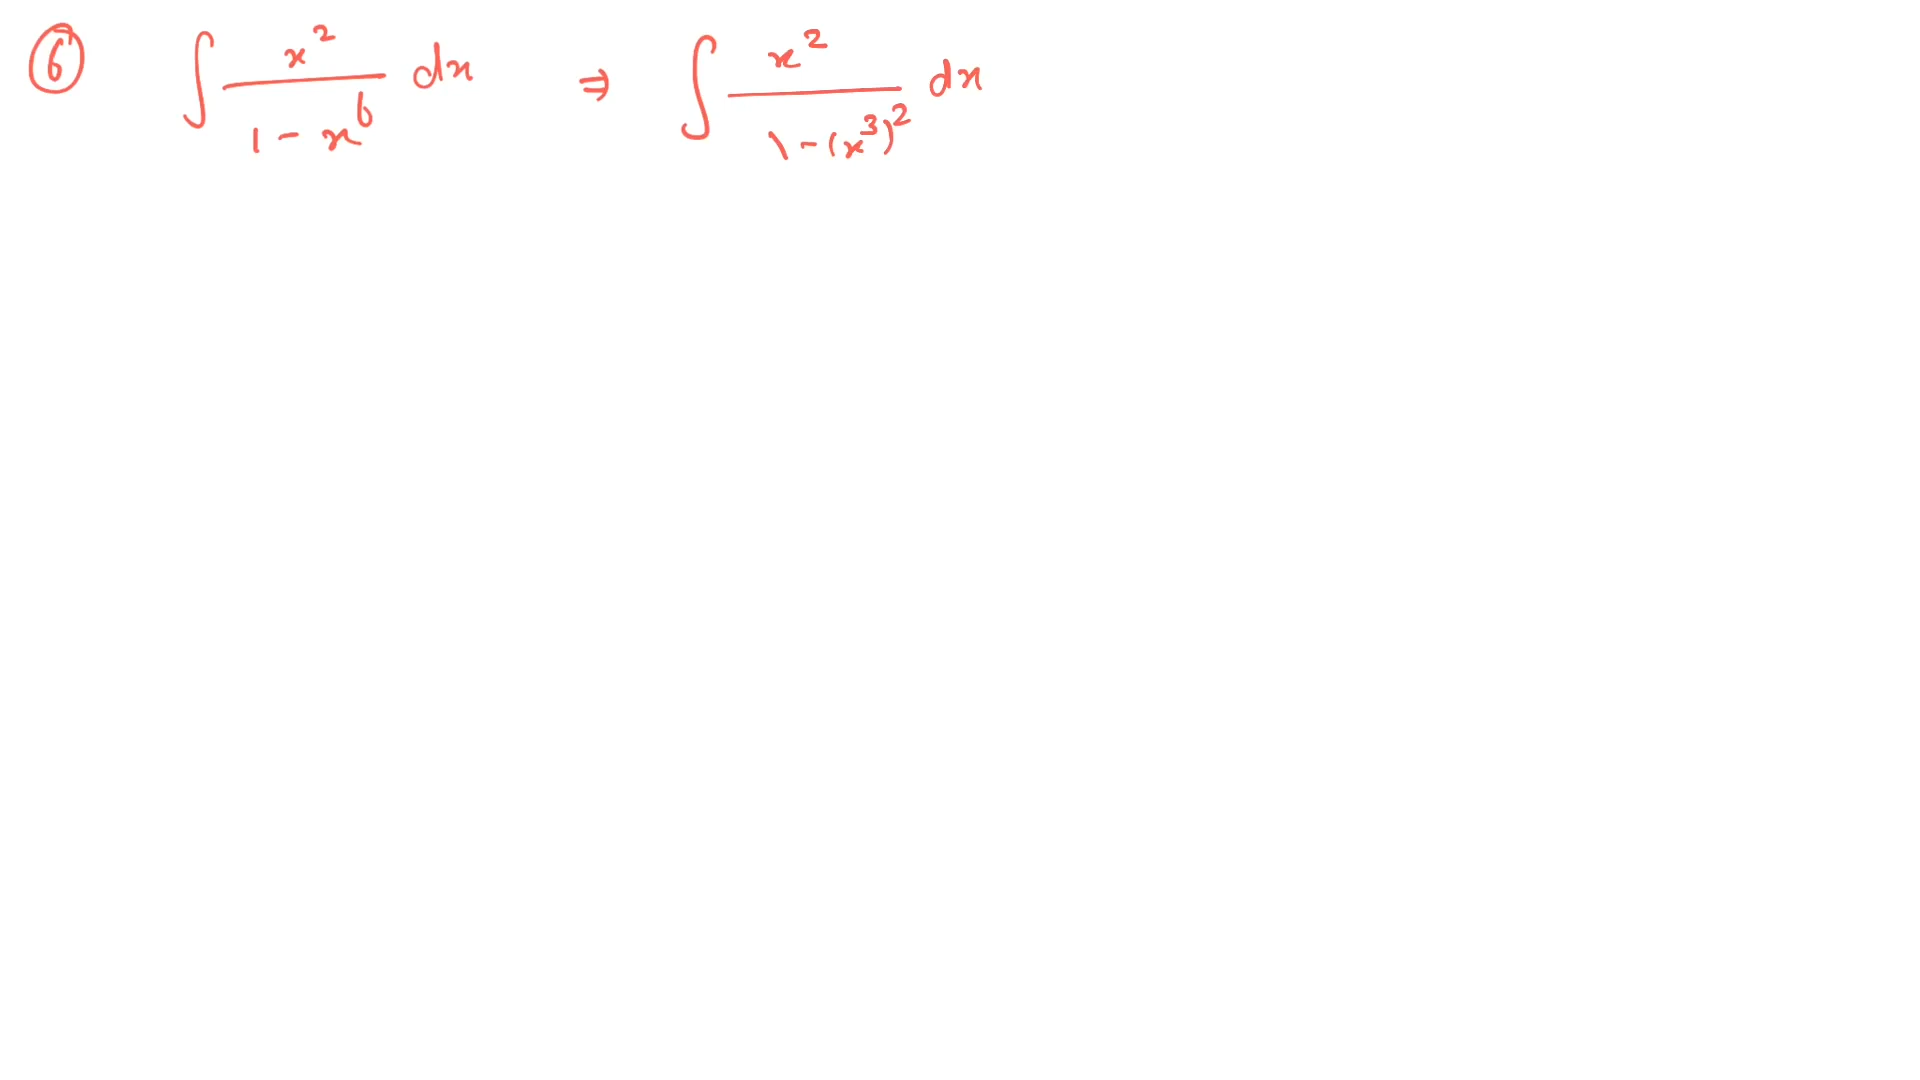 ⑥ ∫ x² / (1 - x⁶) dx ⇒ ∫ x² / (1 - (x³)²) dx